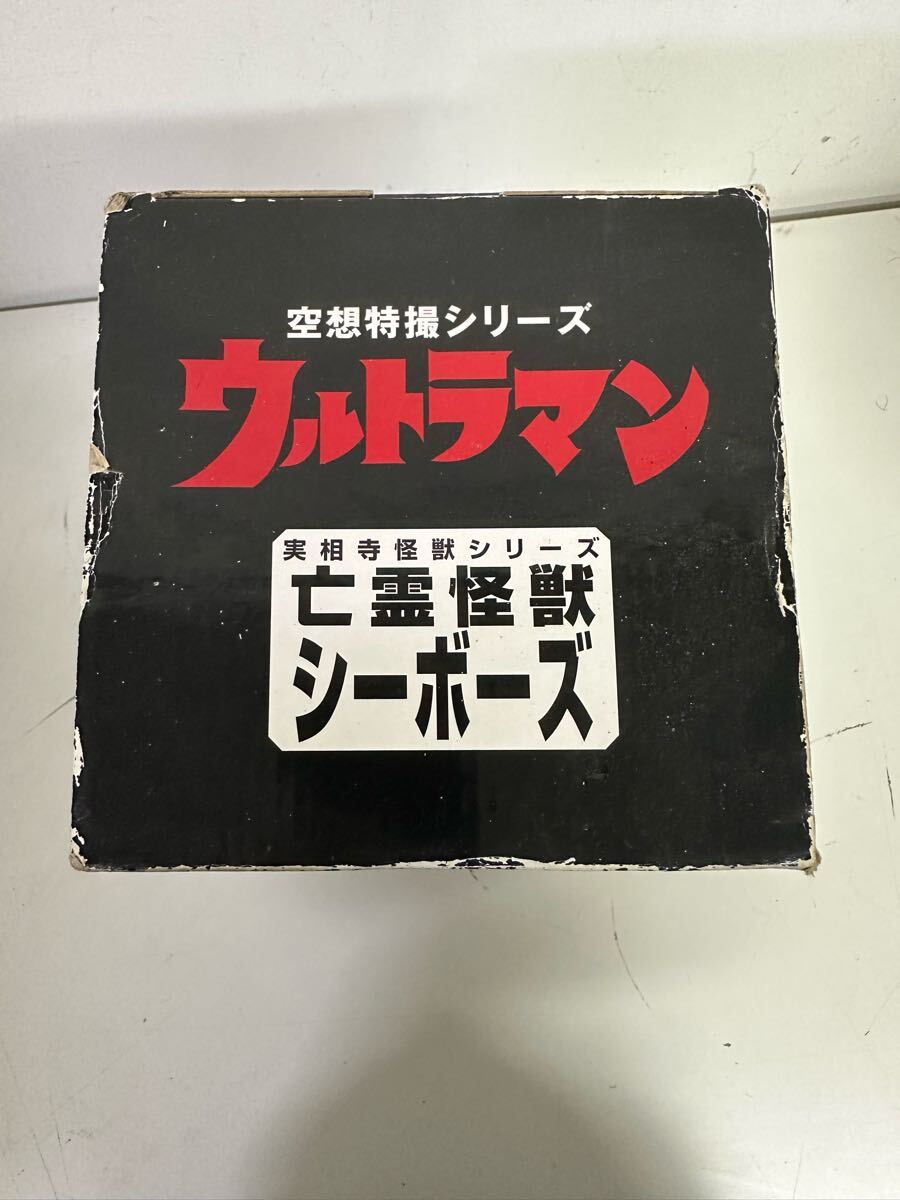 空想特撮シリーズ
ウルトラマン
実相寺怪獣シリーズ
亡霊怪獣
シーボーズ